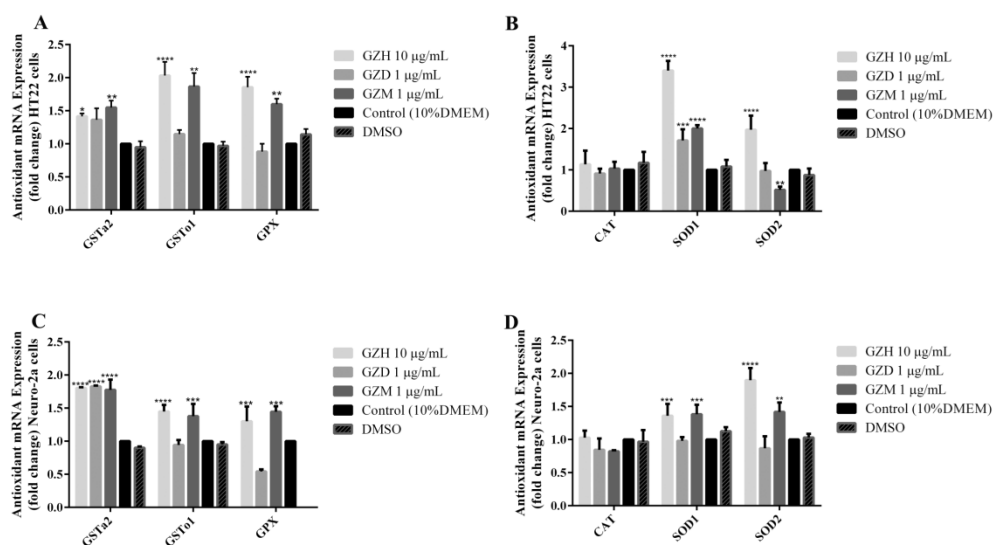 A
Antioxidant mRNA Expression
(fold change) HT22 cells
2.5
2.0
1.5
1.0
0.5
0.0
*
**
****
**
****
**
GSTa2
GSTo1
GPX
GZH 10 µg/mL
GZD 1 µg/mL
GZM 1 µg/mL
Control (10%DMEM)
DMSO
B
Antioxidant mRNA Expression
(fold change) HT22 cells
4
3
2
1
0
****
***
****
****
**
CAT
SOD1
SOD2
GZH 10 µg/mL
GZD 1 µg/mL
GZM 1 µg/mL
Control (10%DMEM)
DMSO
C
Antioxidant mRNA Expression
(fold change) Neuro-2a cells
2.5
2.0
1.5
1.0
0.5
0.0
****
****
****
****
***
***
***
GSTa2
GSTo1
GPX
GZH 10 µg/mL
GZD 1 µg/mL
GZM 1 µg/mL
Control (10%DMEM)
DMSO
D
Antioxidant mRNA Expression
(fold change) Neuro-2a cells
2.5
2.0
1.5
1.0
0.5
0.0
***
***
****
**
CAT
SOD1
SOD2
GZH 10 µg/mL
GZD 1 µg/mL
GZM 1 µg/mL
Control (10%DMEM)
DMSO